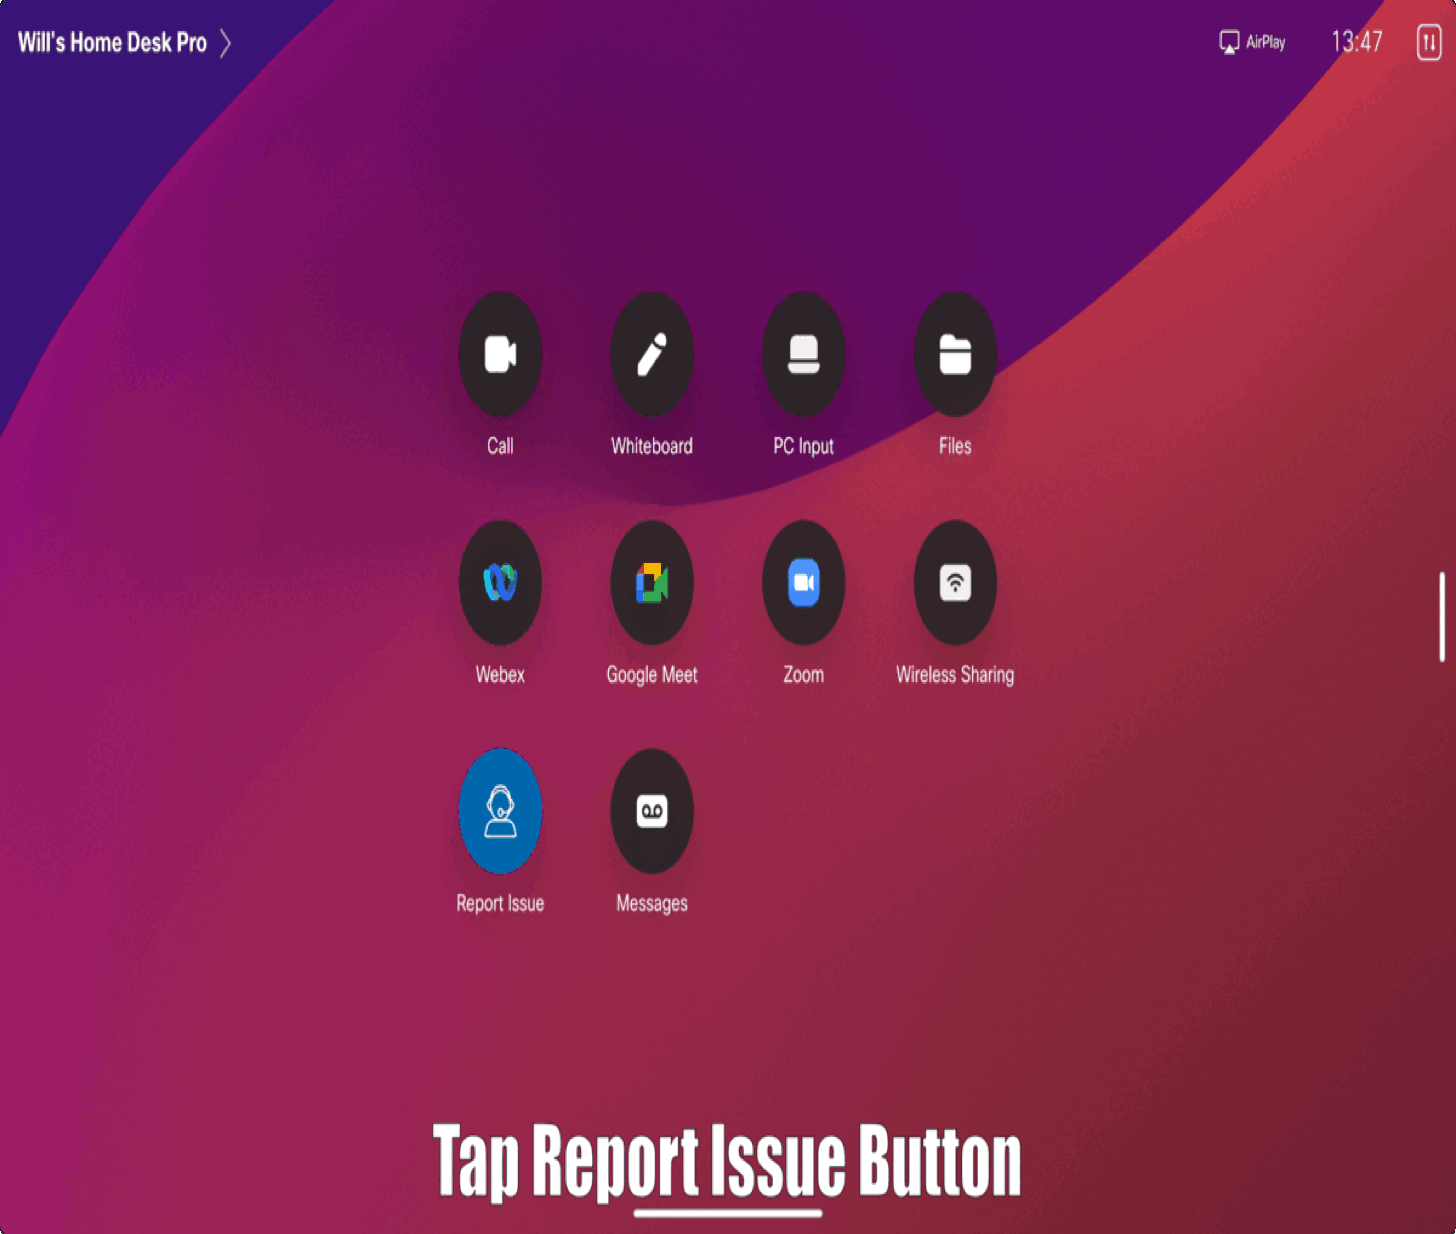 Will's Home Desk Pro
AirPlay
13:47
Call
Whiteboard
PC Input
Files
Webex
Google Meet
Zoom
Wireless Sharing
Report Issue
Messages
Tap Report Issue Button